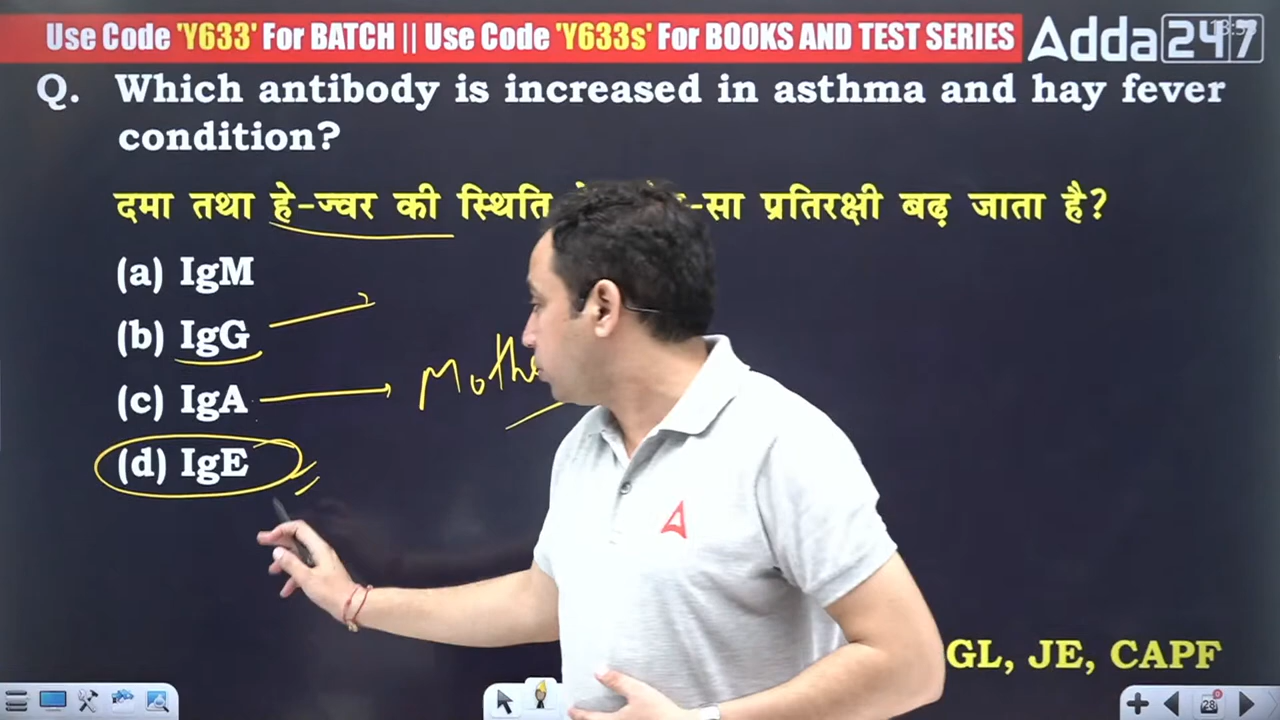 Use Code 'Y633' For BATCH || Use Code 'Y633s' For BOOKS AND TEST SERIES
Adda247
Q. Which antibody is increased in asthma and hay fever
condition?
दमा तथा हे-ज्वर की स्थिति -सा प्रतिरक्षी बढ़ जाता है?
(a) IgM
(b) IgG
(c) IgA
Mothe
(d) IgE
GL, JE, CAPF
28